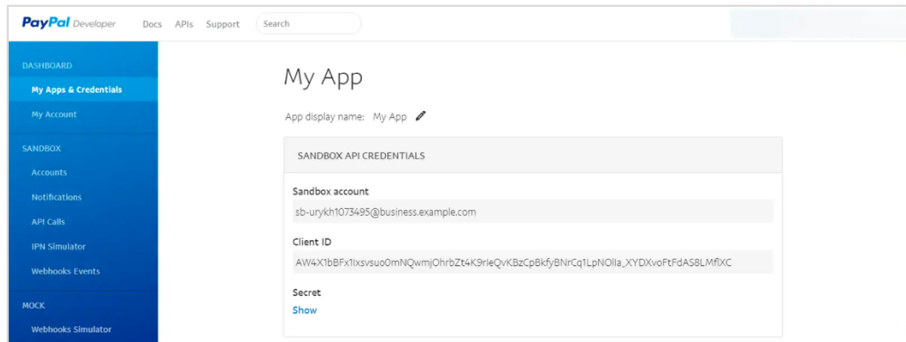 PayPal Developer Docs APIs Support Search
DASHBOARD
My Apps & Credentials
My Account
SANDBOX
Accounts
Notifications
API Calls
IPN Simulator
Webhooks Events
MOCK
Webhooks Simulator
My App
App display name: My App
SANDBOX API CREDENTIALS
Sandbox account
sb-urykh1073495@business.example.com
Client ID
Secret
Show